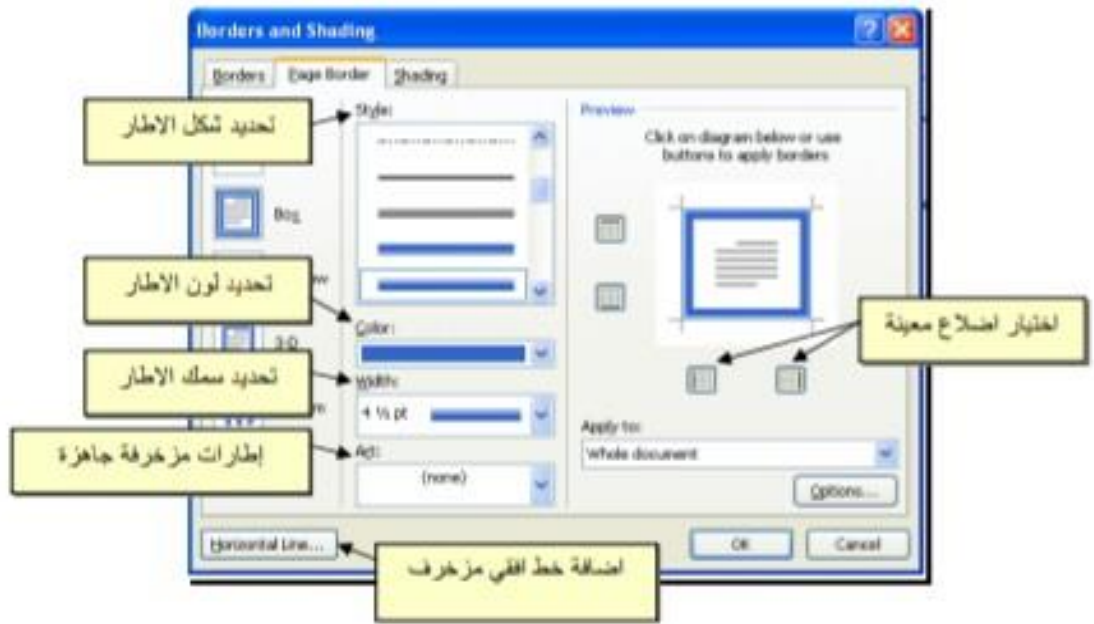 Borders and Shading
Borders Page Border Shading
تحديد شكل الاطار
Style:
Preview
Click on diagram below or use
buttons to apply borders
Box
تحديد لون الاطار
اختيار اضلاع معينة
Color:
3-D
تحديد سمك الاطار
Width:
4 ½ pt
Apply to:
Whole document
إطارات مزخرفة جاهزة
Art:
(none)
Options...
Horizontal Line...
OK Cancel
اضافة خط افقي مزخرف